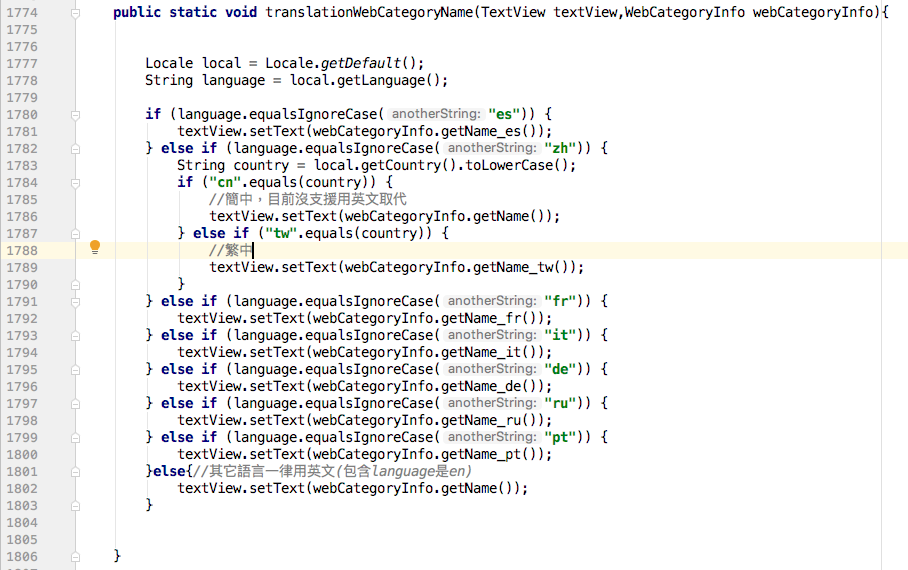 1774 public static void translationWebCategoryName(TextView textView,WebCategoryInfo webCategoryInfo){
1775
1776
1777 Locale local = Locale.getDefault();
1778 String language = local.getLanguage();
1779
1780 if (language.equalsIgnoreCase( anotherString: "es")) {
1781 textView.setText(webCategoryInfo.getName_es());
1782 } else if (language.equalsIgnoreCase( anotherString: "zh")) {
1783 String country = local.getCountry().toLowerCase();
1784 if ("cn".equals(country)) {
1785 //簡中，目前沒支援用英文取代
1786 textView.setText(webCategoryInfo.getName());
1787 } else if ("tw".equals(country)) {
1788 //繁中
1789 textView.setText(webCategoryInfo.getName_tw());
1790 }
1791 } else if (language.equalsIgnoreCase( anotherString: "fr")) {
1792 textView.setText(webCategoryInfo.getName_fr());
1793 } else if (language.equalsIgnoreCase( anotherString: "it")) {
1794 textView.setText(webCategoryInfo.getName_it());
1795 } else if (language.equalsIgnoreCase( anotherString: "de")) {
1796 textView.setText(webCategoryInfo.getName_de());
1797 } else if (language.equalsIgnoreCase( anotherString: "ru")) {
1798 textView.setText(webCategoryInfo.getName_ru());
1799 } else if (language.equalsIgnoreCase( anotherString: "pt")) {
1800 textView.setText(webCategoryInfo.getName_pt());
1801 }else{//其它語言一律用英文(包含language是en)
1802 textView.setText(webCategoryInfo.getName());
1803 }
1804
1805
1806 }